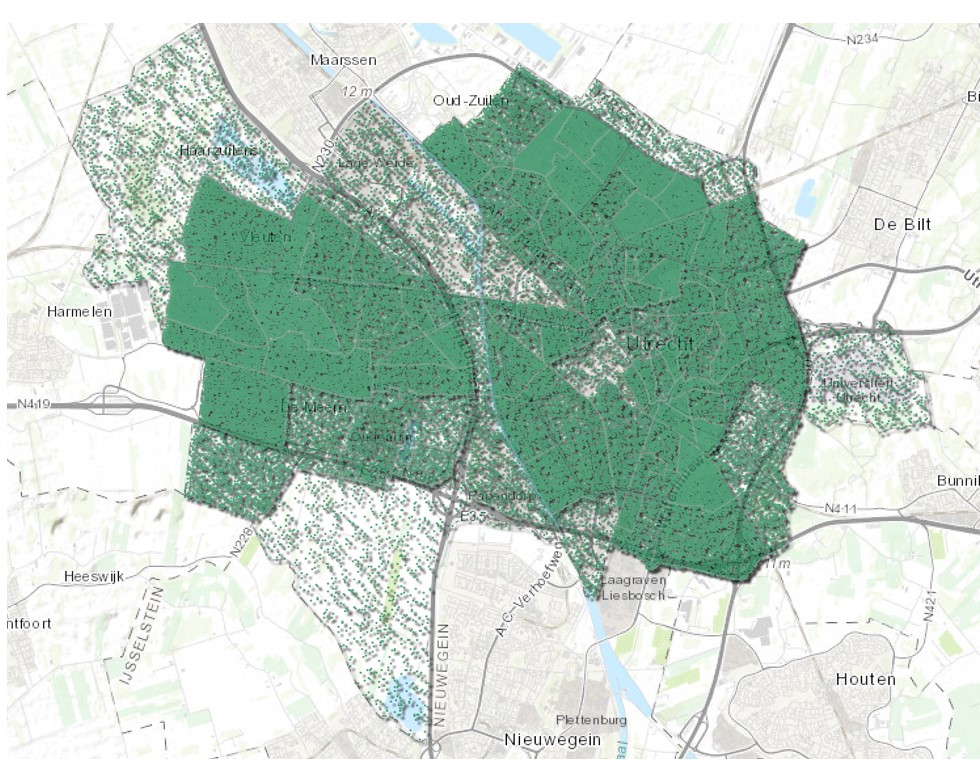 N234
Maarssen
12 m
Oud-Zuilen
Bi
N230
Lage Weide
Haarzuilens
De Bilt
Vleuten
Utr
Harmelen
Utrecht
Universiteit
Utrecht
N419
De Meern
Oudenrijn
Papendorp
E35
Bunnik
N411
N228
11 m
Heeswijk
Laagraven
Liesbosch
A-C-Verhoefweg
N421
ntfoort
IJSSELSTEIN
NIEUWEGEIN
Houten
Plettenburg
Nieuwegein
aal